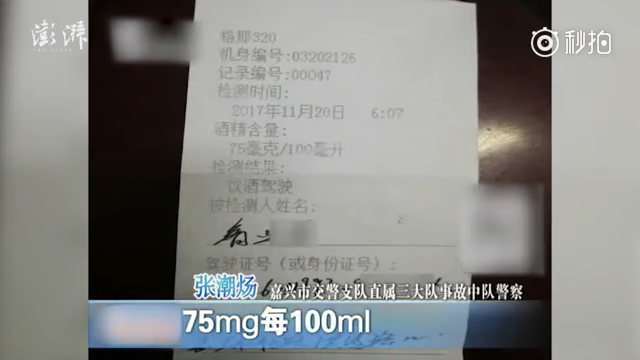 澎湃
秒拍
格那320
机身编号:03202126
记录编号:00047
检测时间:
2017年11月20日 6:07
酒精含量:
75毫克/100毫升
检测结果:
饮酒驾驶
被检测人姓名:
驾驶证号(或身份证号):
张潮炀 嘉兴市交警支队直属三大队事故中队警察
75mg每100ml